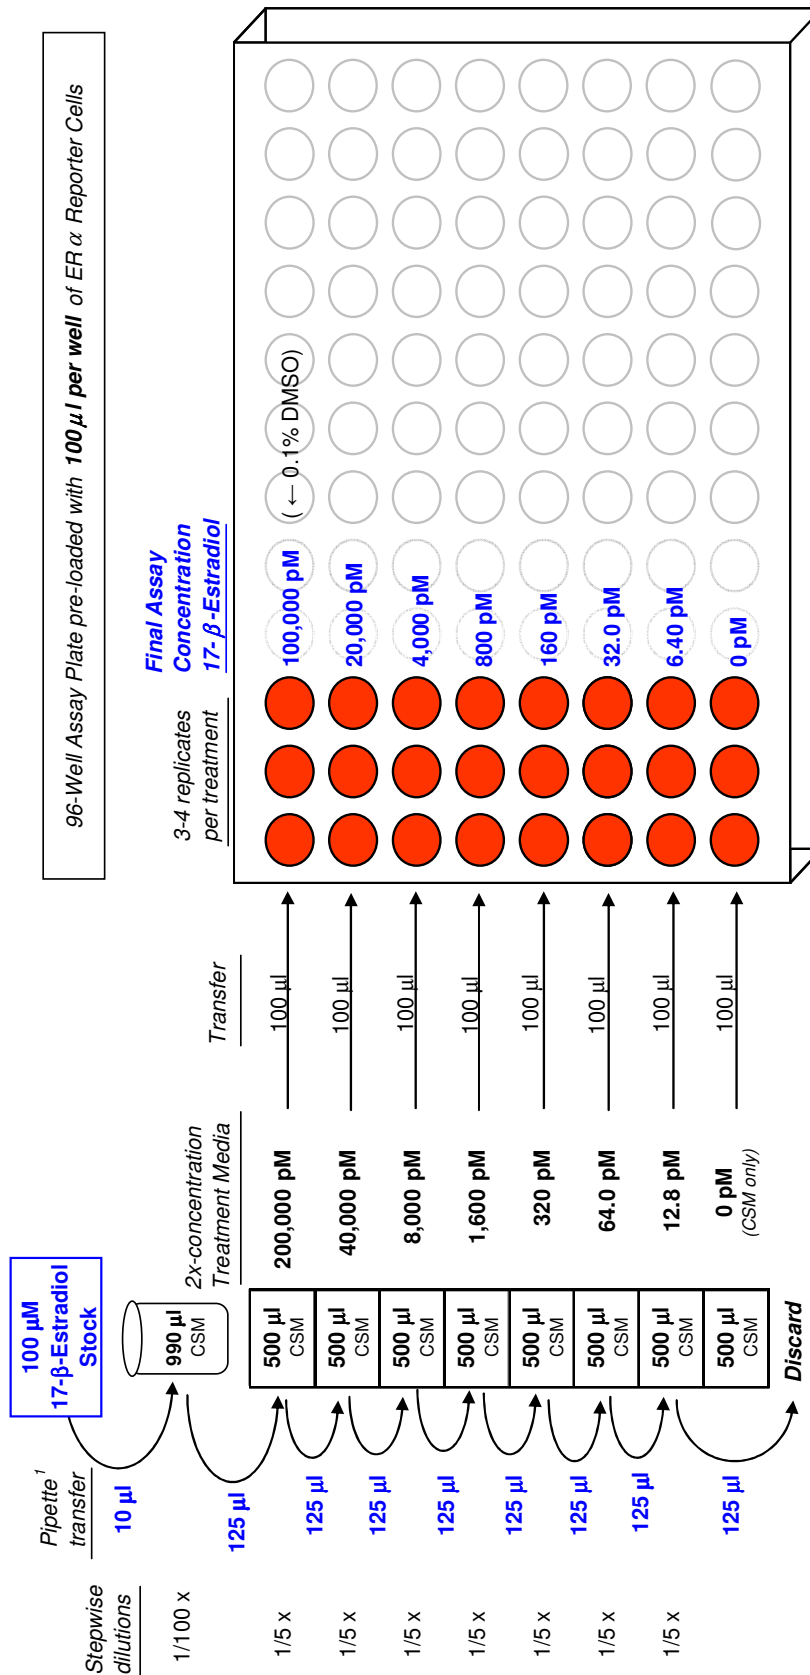 96-Well Assay Plate pre-loaded with 100 µl per well of ER α Reporter Cells
Stepwise
dilutions
1/100 x
1/5 x
1/5 x
1/5 x
1/5 x
1/5 x
1/5 x
1/5 x
Pipette¹
transfer
10 µl
125 µl
125 µl
125 µl
125 µl
125 µl
125 µl
125 µl
125 µl
100 µM
17-β-Estradiol
Stock
990 µl
CSM
500 µl
CSM
500 µl
CSM
500 µl
CSM
500 µl
CSM
500 µl
CSM
500 µl
CSM
500 µl
CSM
500 µl
CSM
Discard
2x-concentration
Treatment Media
200,000 pM
40,000 pM
8,000 pM
1,600 pM
320 pM
64.0 pM
12.8 pM
0 pM
(CSM only)
Transfer
100 µl
100 µl
100 µl
100 µl
100 µl
100 µl
100 µl
100 µl
3-4 replicates
per treatment
Final Assay
Concentration
17- β -Estradiol
100,000 pM
(← 0.1% DMSO)
20,000 pM
4,000 pM
800 pM
160 pM
32.0 pM
6.40 pM
0 pM